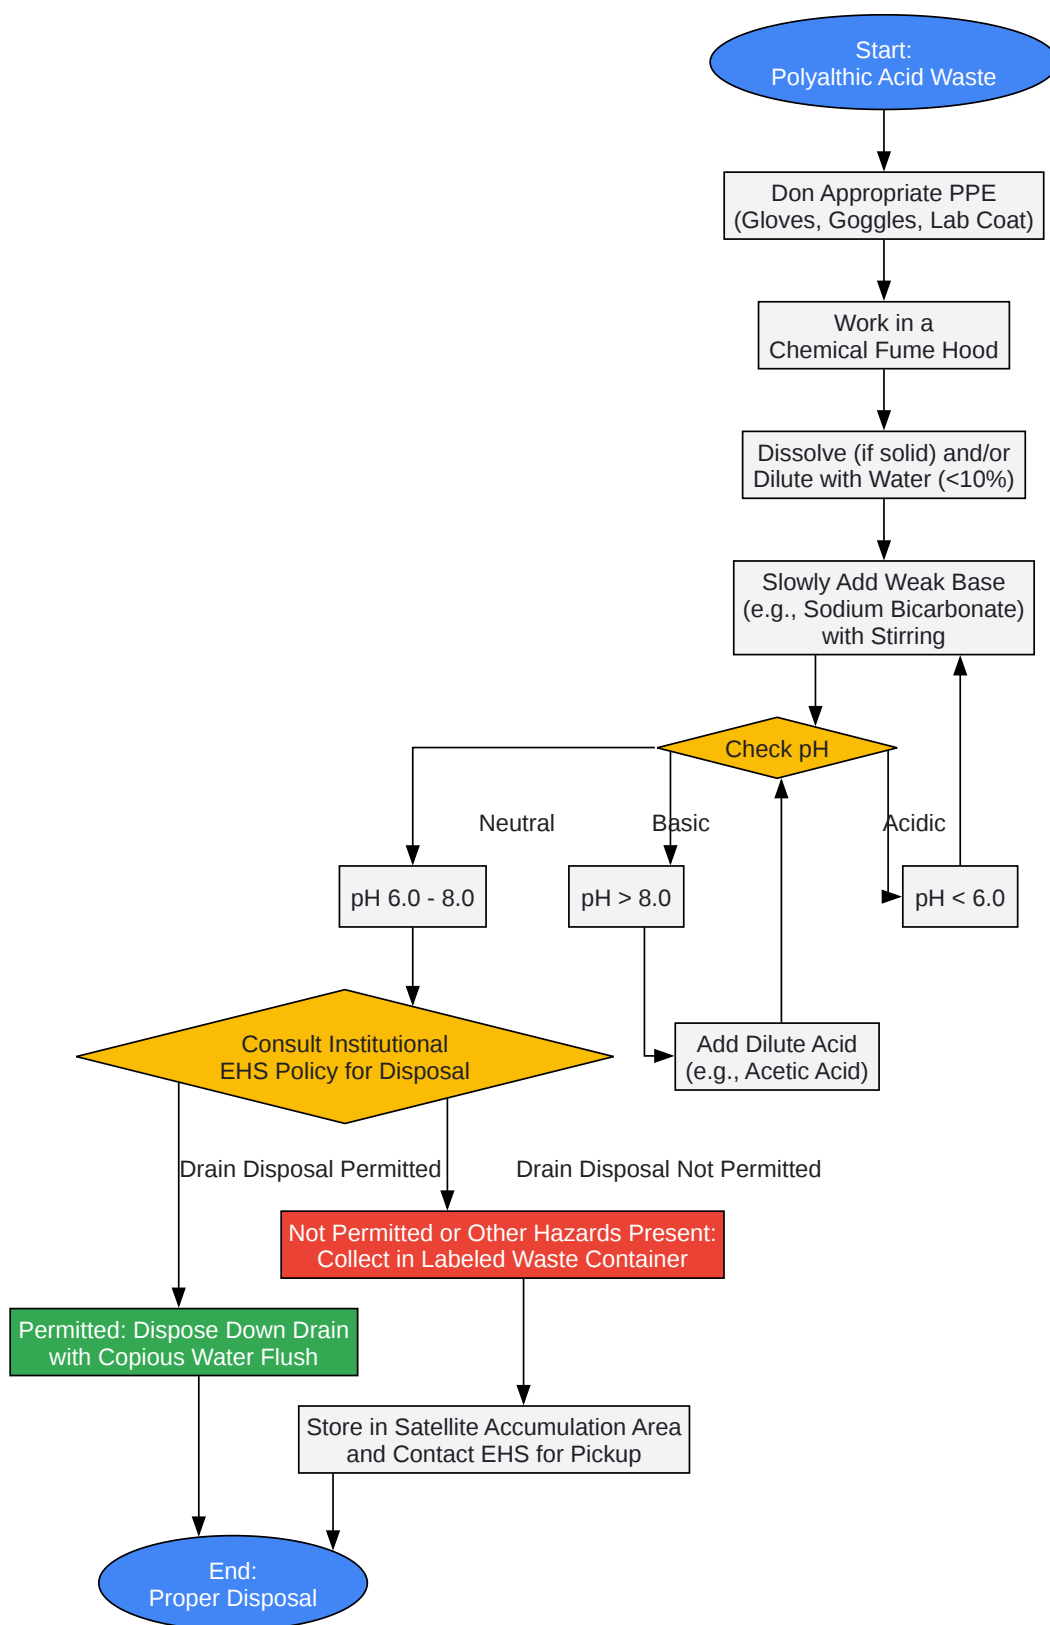 Start:
Polyalthic Acid Waste
Don Appropriate PPE
(Gloves, Goggles, Lab Coat)
Work in a
Chemical Fume Hood
Dissolve (if solid) and/or
Dilute with Water (<10%)
Slowly Add Weak Base
(e.g., Sodium Bicarbonate)
with Stirring
Check pH
Neutral
Basic
Acidic
pH 6.0 - 8.0
pH > 8.0
pH < 6.0
Consult Institutional
EHS Policy for Disposal
Add Dilute Acid
(e.g., Acetic Acid)
Drain Disposal Permitted
Drain Disposal Not Permitted
Not Permitted or Other Hazards Present:
Collect in Labeled Waste Container
Permitted: Dispose Down Drain
with Copious Water Flush
Store in Satellite Accumulation Area
and Contact EHS for Pickup
End:
Proper Disposal